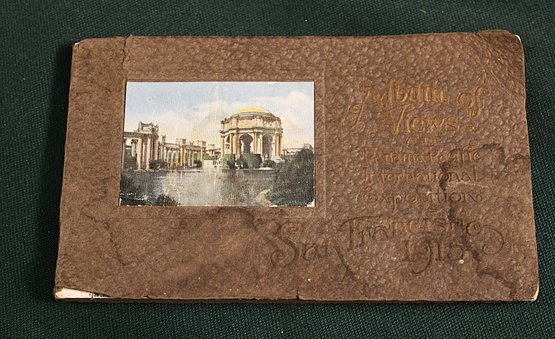 Album of
Views
Panama-Pacific
International
Exposition
San Francisco
1915